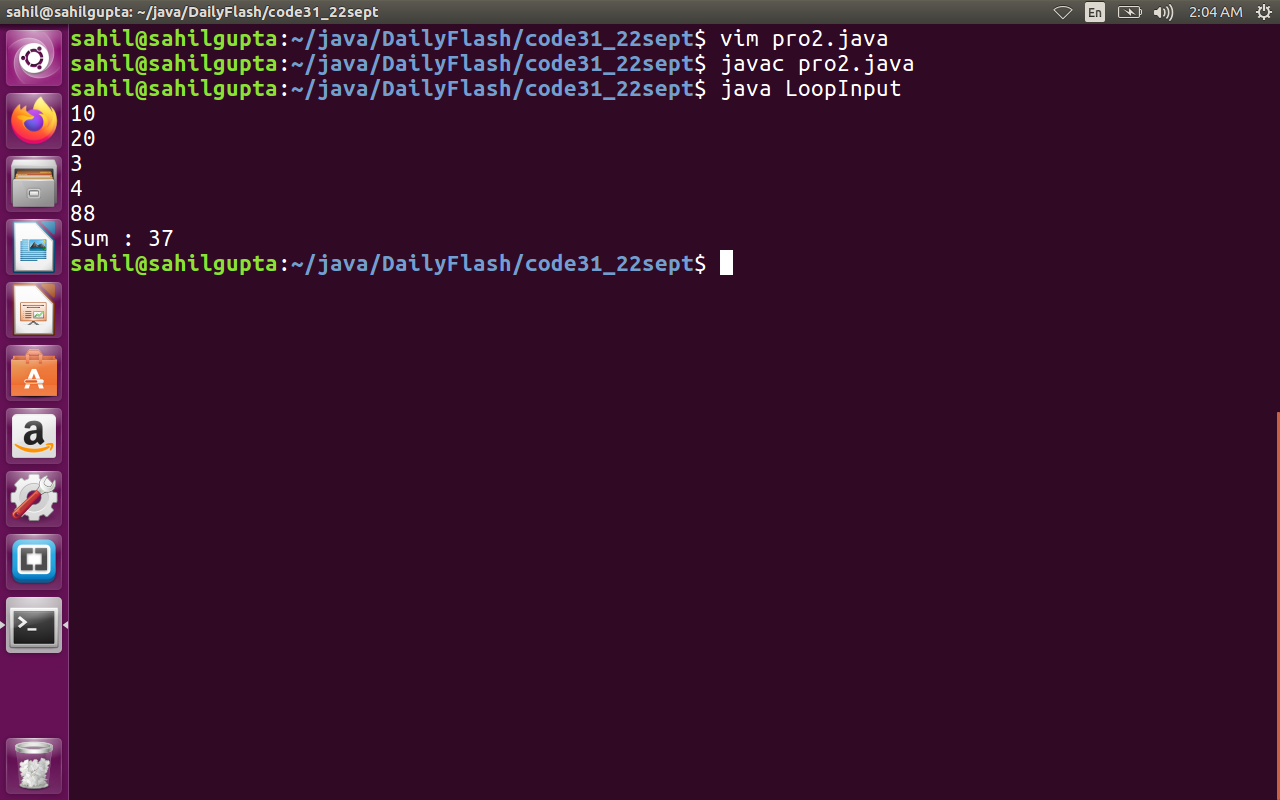 sahil@sahilgupta: ~/java/DailyFlash/code31_22sept
En
2:04 AM
sahil@sahilgupta:~/java/DailyFlash/code31_22sept$ vim pro2.java
sahil@sahilgupta:~/java/DailyFlash/code31_22sept$ javac pro2.java
sahil@sahilgupta:~/java/DailyFlash/code31_22sept$ java LoopInput
10
20
3
4
88
Sum : 37
sahil@sahilgupta:~/java/DailyFlash/code31_22sept$